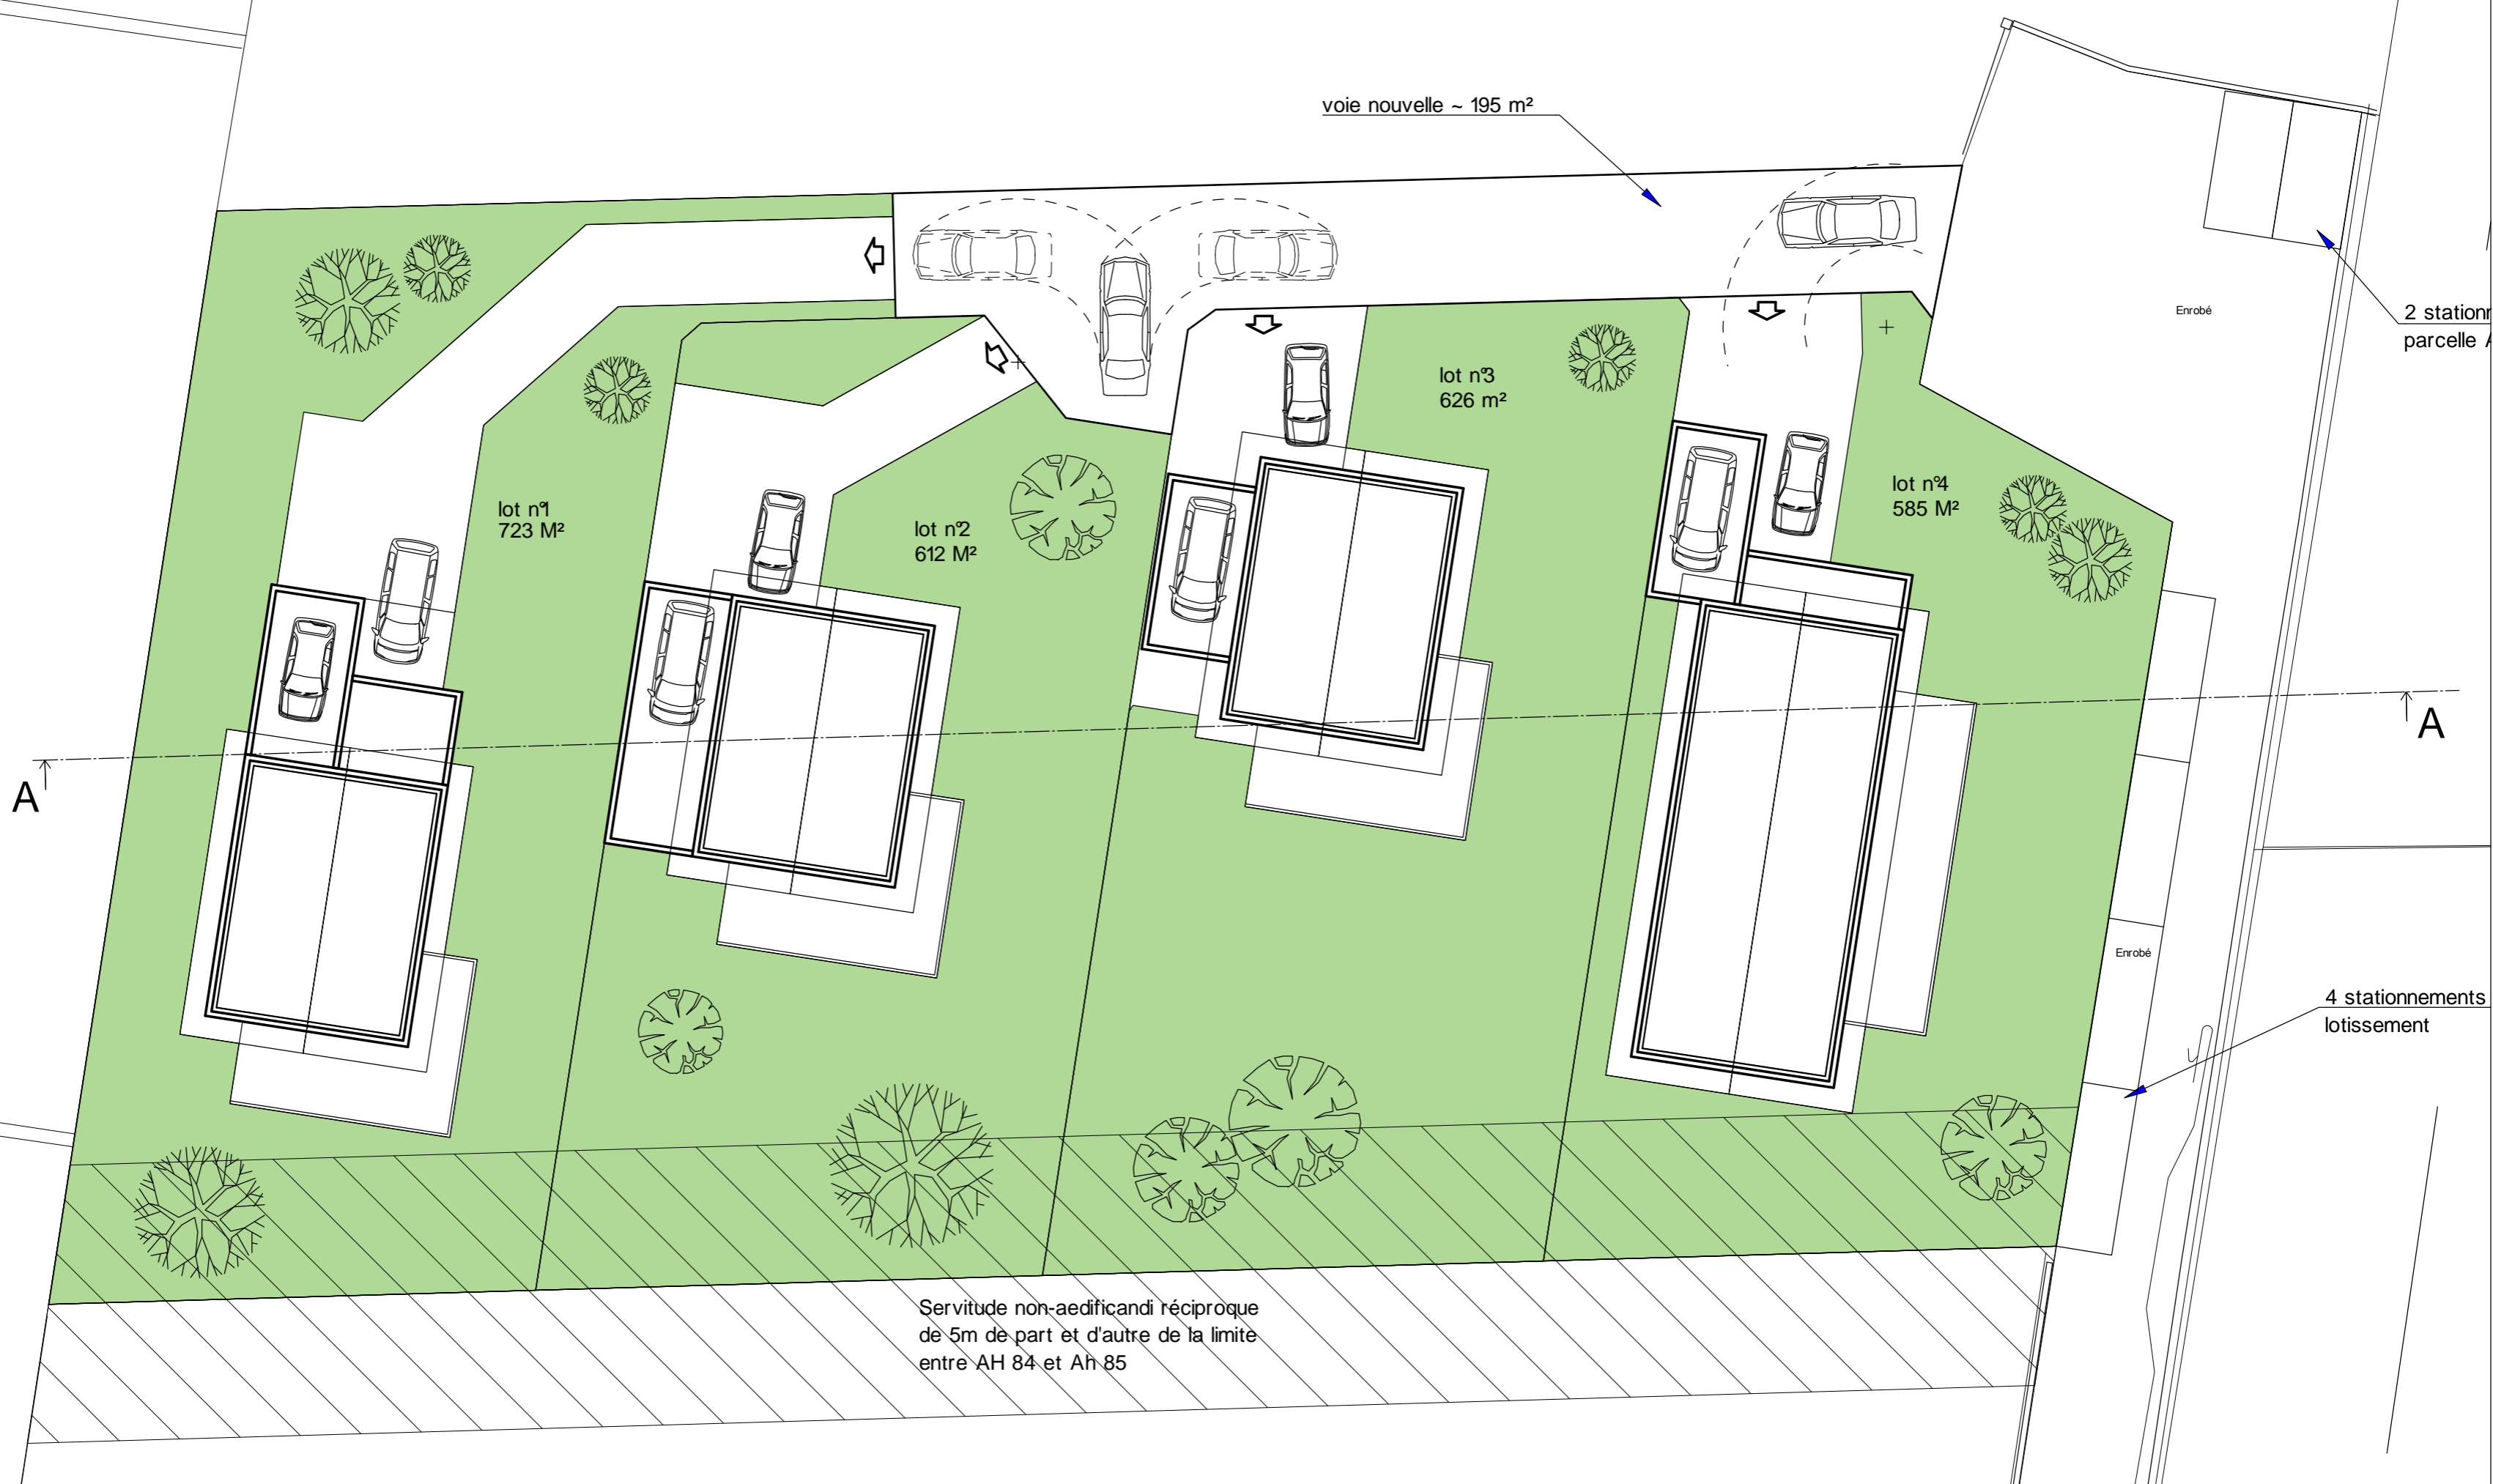 voie nouvelle ~ 195 m²
Enrobé
parcelle
lot n°3
626 m²
lot n°4
585 M²
lot n°1
723 M²
lot n°2
612 M²
A
A
Enrobé
4 stationnements
lotissement
Servitude non-aedificandi réciproque
de 5m de part et d'autre de la limite
entre AH 84 et Ah 85